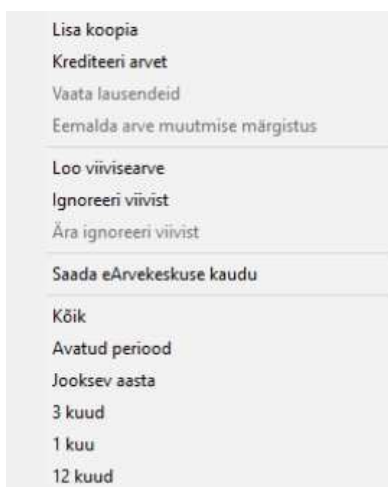 Lisa koopia
Krediteeri arvet
Vaata lausendeid
Eemalda arve muutmise märgistus
Loo viivisearve
Ignoreeri viivist
Ära ignoreeri viivist
Saada eArvekeskuse kaudu
Kõik
Avatud periood
Jooksev aasta
3 kuud
1 kuu
12 kuud